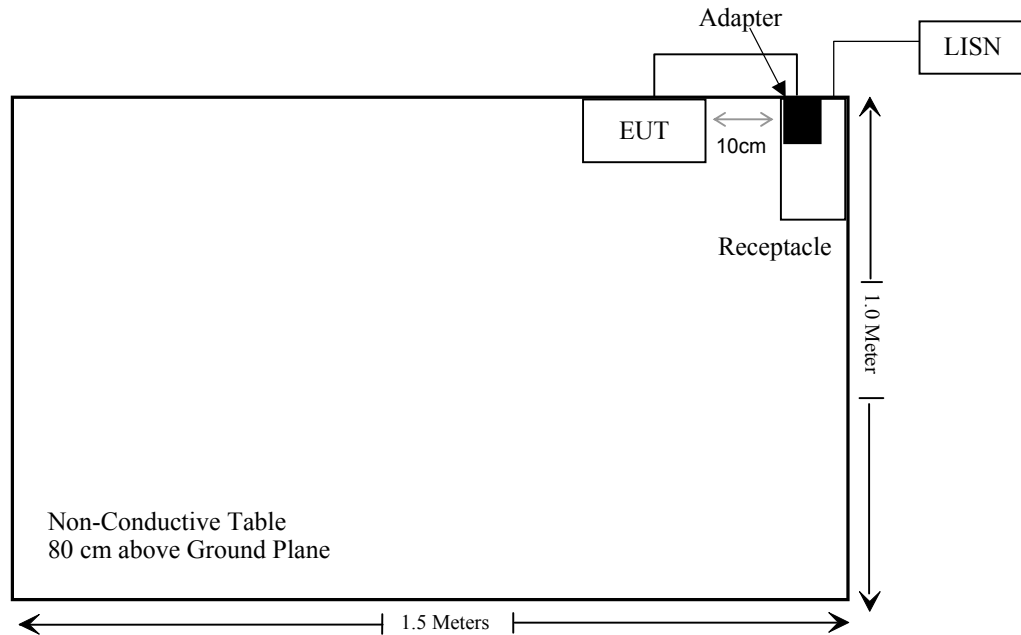 Adapter
LISN
EUT
10cm
Receptacle
1.0 Meter
Non-Conductive Table
80 cm above Ground Plane
1.5 Meters